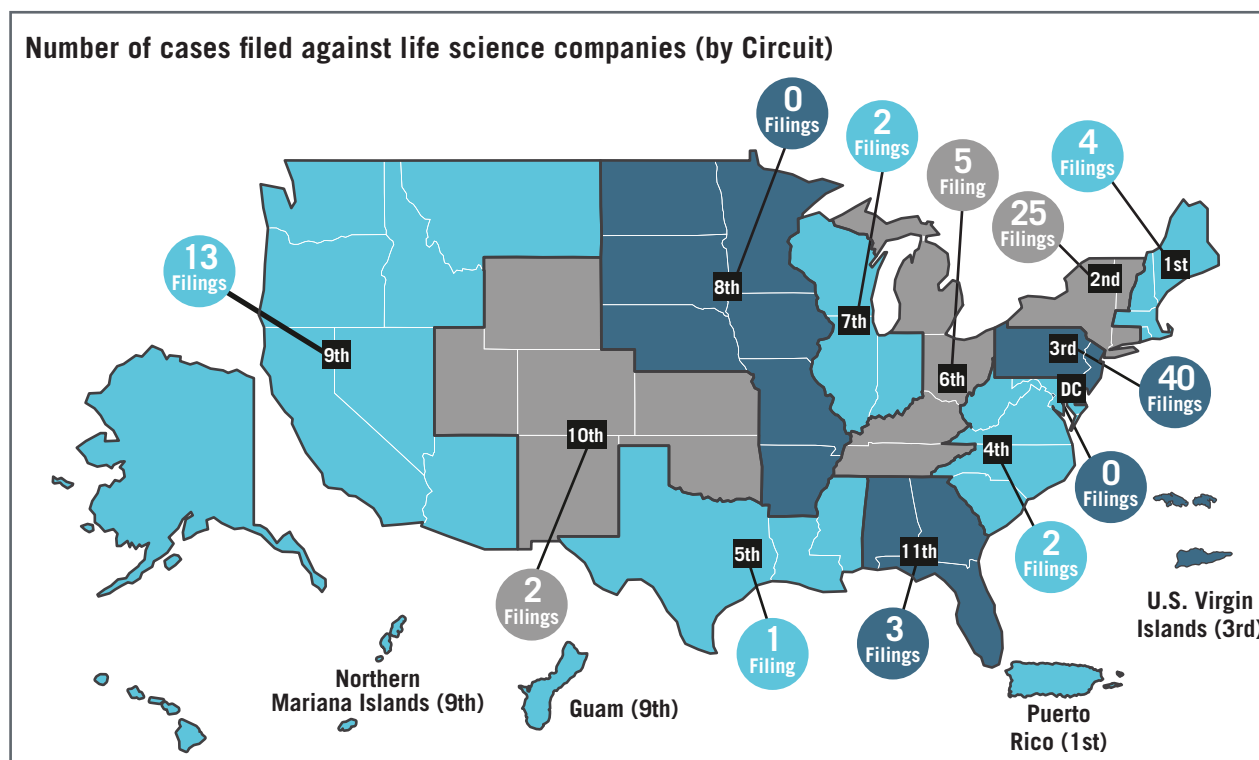 Number of cases filed against life science companies (by Circuit)
0
Filings
2
Filings
4
Filings
5
Filing
25
Filings
13
Filings
1st
2nd
8th
7th
3rd
9th
6th
DC
40
Filings
10th
4th
0
Filings
5th
11th
2
Filings
2
Filings
1
Filing
3
Filings
U.S. Virgin
Islands (3rd)
Northern
Mariana Islands (9th)
Guam (9th)
Puerto
Rico (1st)